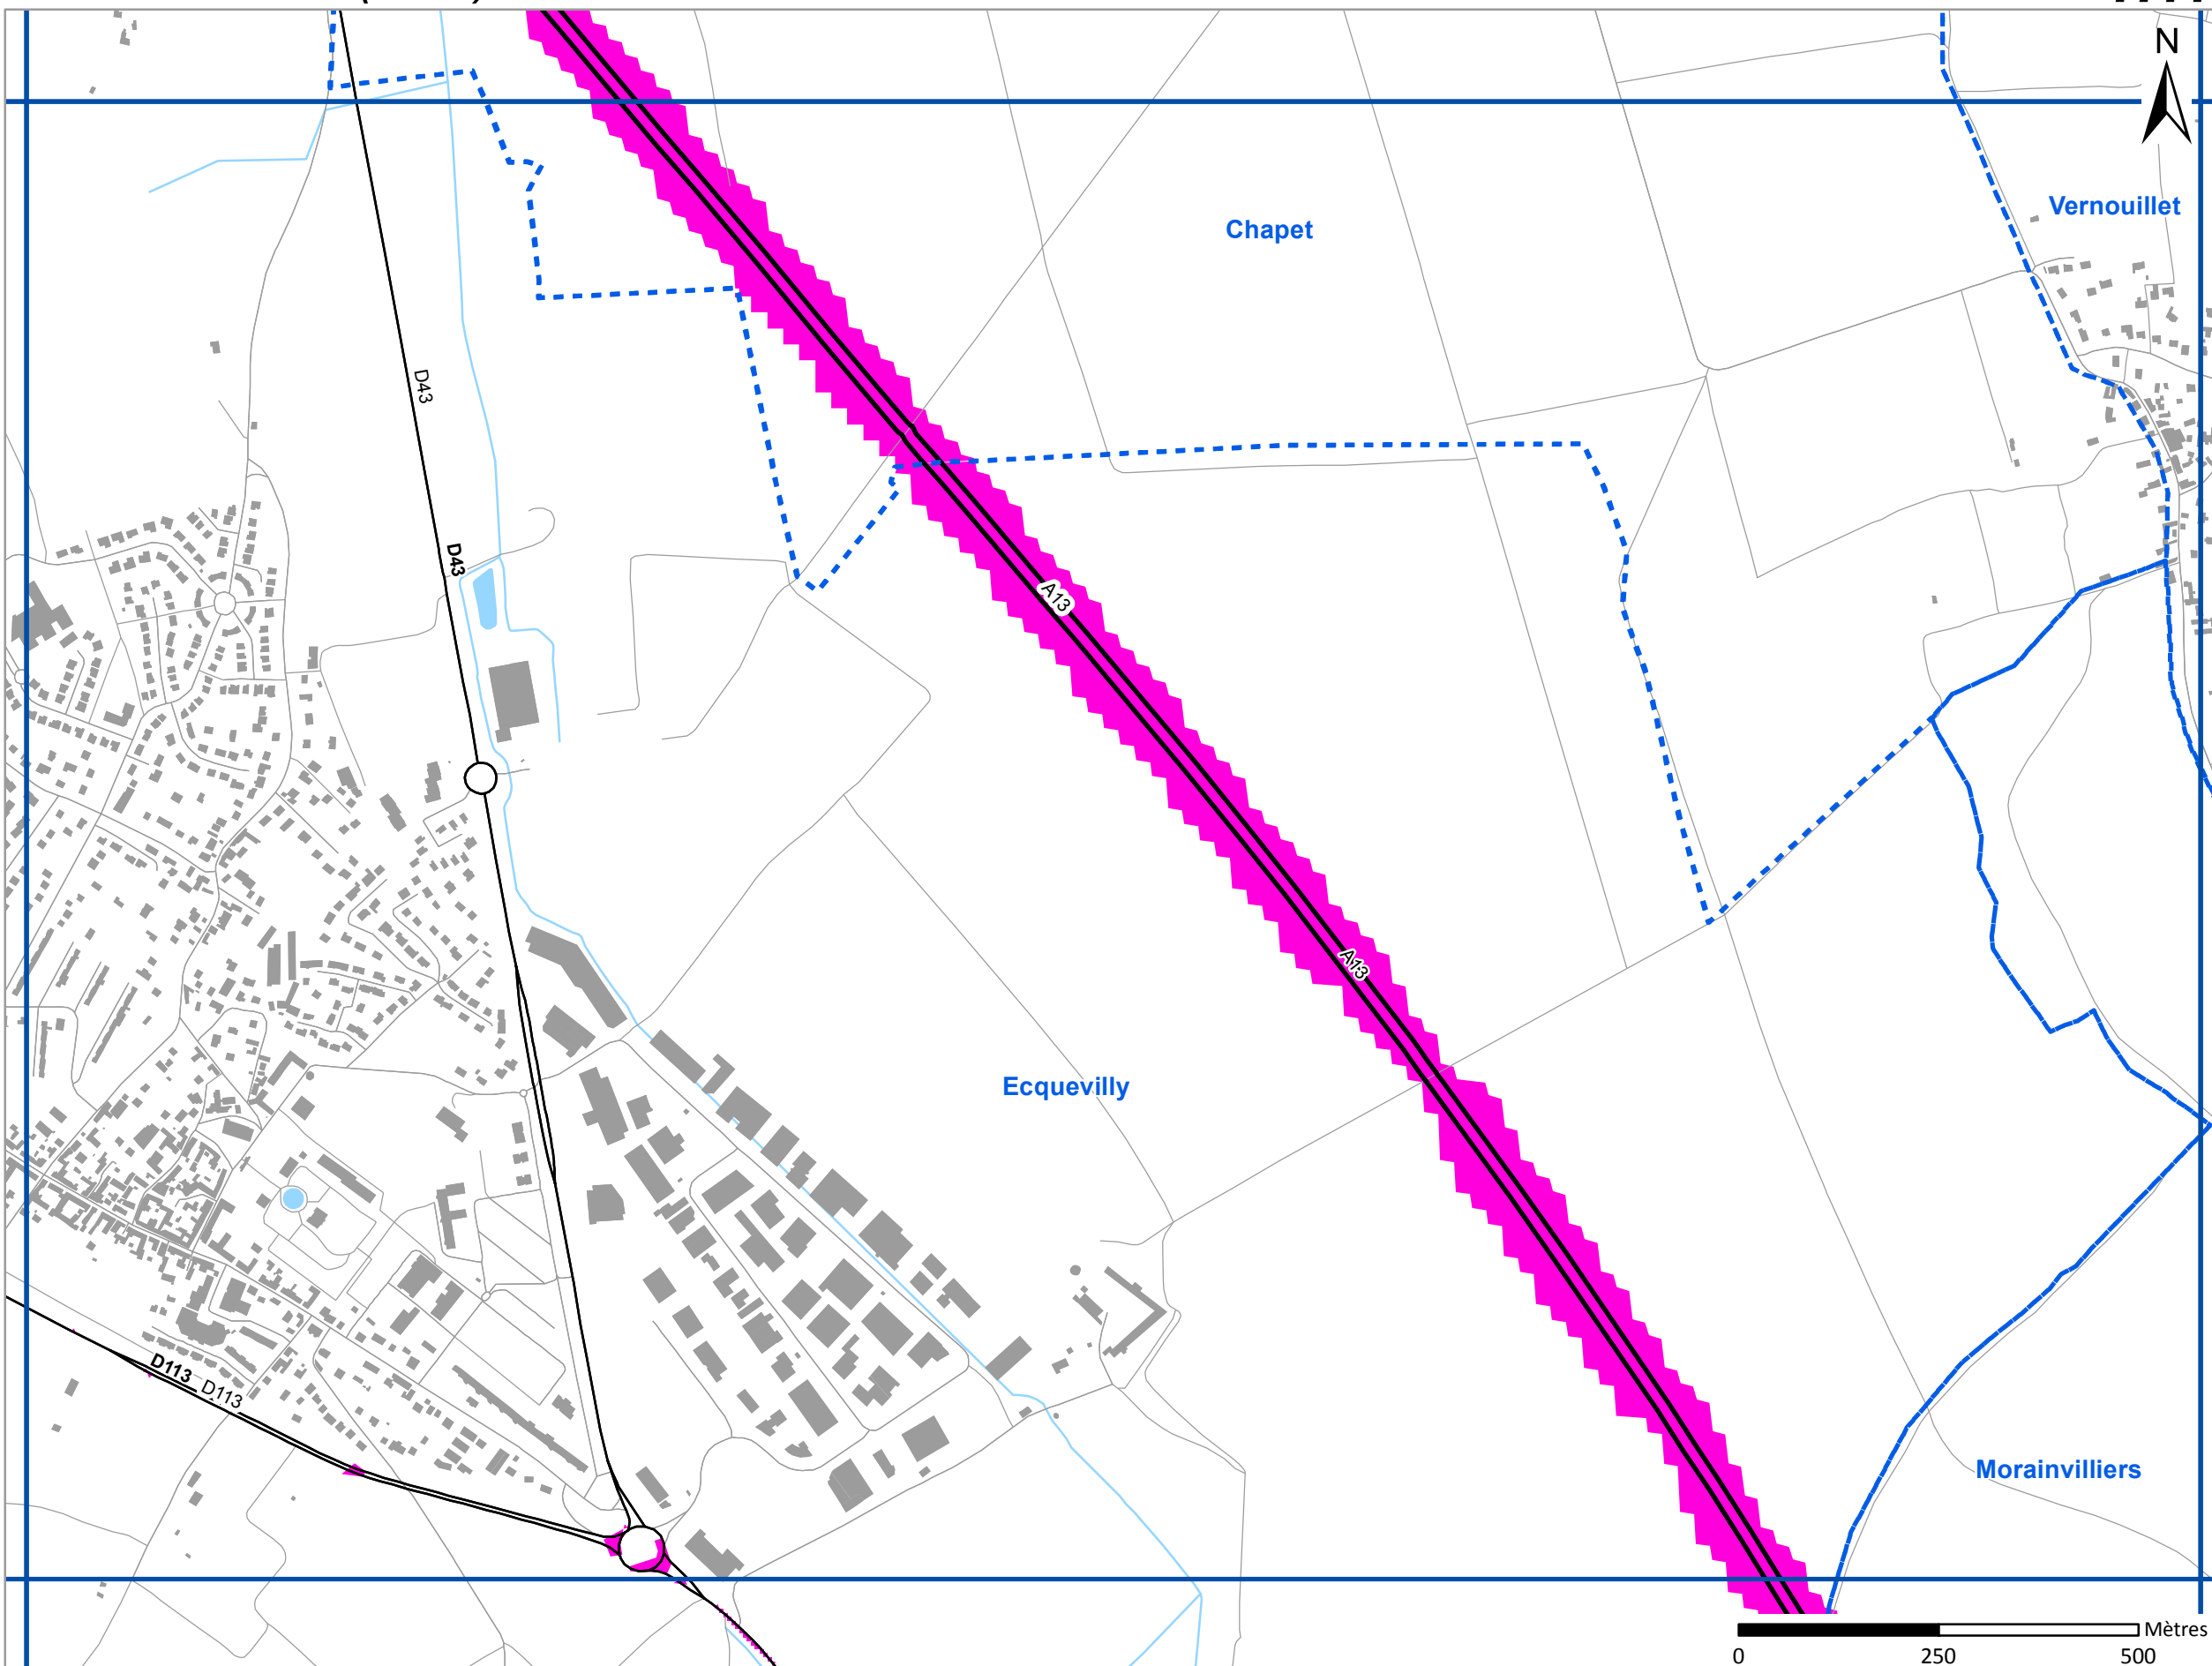 N
Vernouillet
Chapet
D43
D43
A13
A13
Ecquevilly
D113
D113
Morainvilliers
Mètres
0 250 500